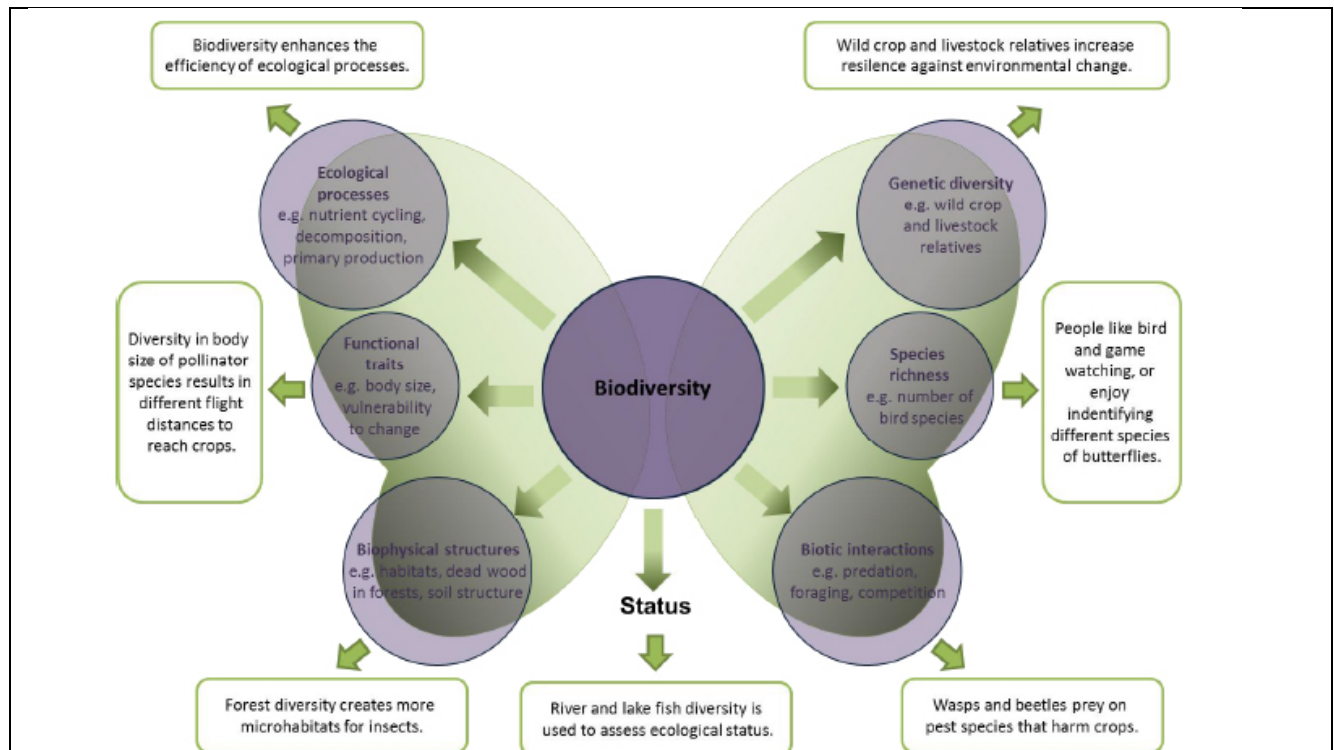 Biodiversity enhances the
efficiency of ecological processes.
Wild crop and livestock relatives increase
resilence against environmental change.
Ecological
processes
e.g. nutrient cycling,
decomposition,
primary production
Genetic diversity
e.g. wild crop
and livestock
relatives
Diversity in body
size of pollinator
species results in
different flight
distances to
reach crops.
Functional
traits
e.g. body size,
vulnerability
to change
Biodiversity
Species
richness
e.g. number of
bird species
People like bird
and game
watching, or
enjoy
indentifying
different species
of butterflies.
Biophysical structures
e.g. habitats, dead wood
in forests, soil structure
Status
Biotic interactions
e.g. predation,
foraging, competition
Forest diversity creates more
microhabitats for insects.
River and lake fish diversity is
used to assess ecological status.
Wasps and beetles prey on
pest species that harm crops.